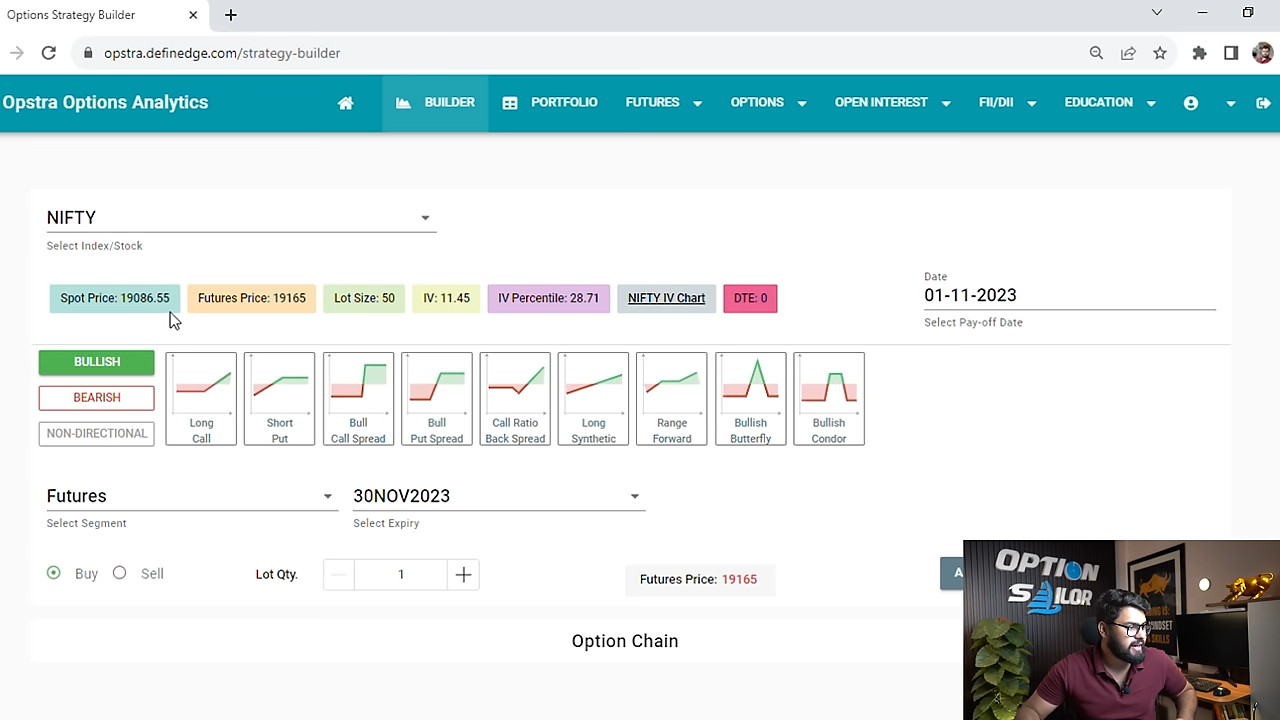 Options Strategy Builder
opstra.definedge.com/strategy-builder
Opstra Options Analytics
BUILDER
PORTFOLIO
FUTURES
OPTIONS
OPEN INTEREST
FII/DII
EDUCATION
NIFTY
Select Index/Stock
Spot Price: 19086.55
Futures Price: 19165
Lot Size: 50
IV: 11.45
IV Percentile: 28.71
NIFTY IV Chart
DTE: 0
Date
01-11-2023
Select Pay-off Date
BULLISH
BEARISH
NON-DIRECTIONAL
Long
Call
Short
Put
Bull
Call Spread
Bull
Put Spread
Call Ratio
Back Spread
Long
Synthetic
Range
Forward
Bullish
Butterfly
Bullish
Condor
Futures
Select Segment
30NOV2023
Select Expiry
Buy
Sell
Lot Qty.
1
Futures Price: 19165
Option Chain
OPTION
SAILOR